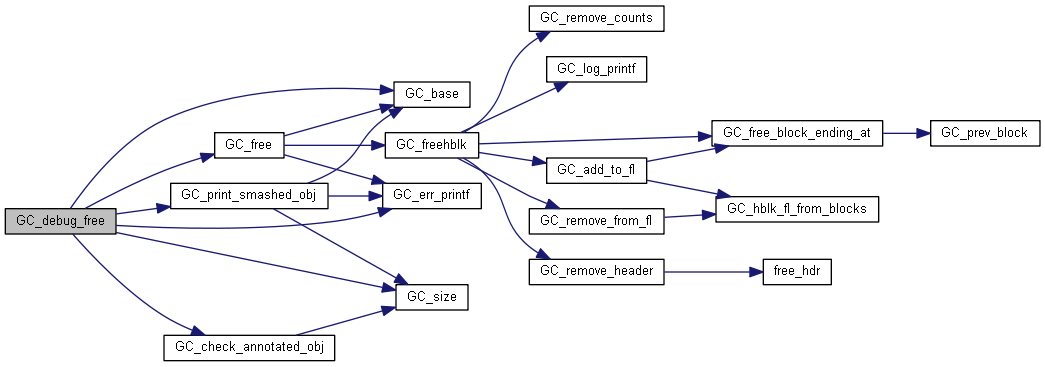 GC_remove_counts
GC_log_printf
GC_base
GC_free_block_ending_at
GC_prev_block
GC_free
GC_freehblk
GC_add_to_fl
GC_print_smashed_obj
GC_err_printf
GC_hblk_fl_from_blocks
GC_debug_free
GC_remove_from_fl
GC_remove_header
free_hdr
GC_size
GC_check_annotated_obj